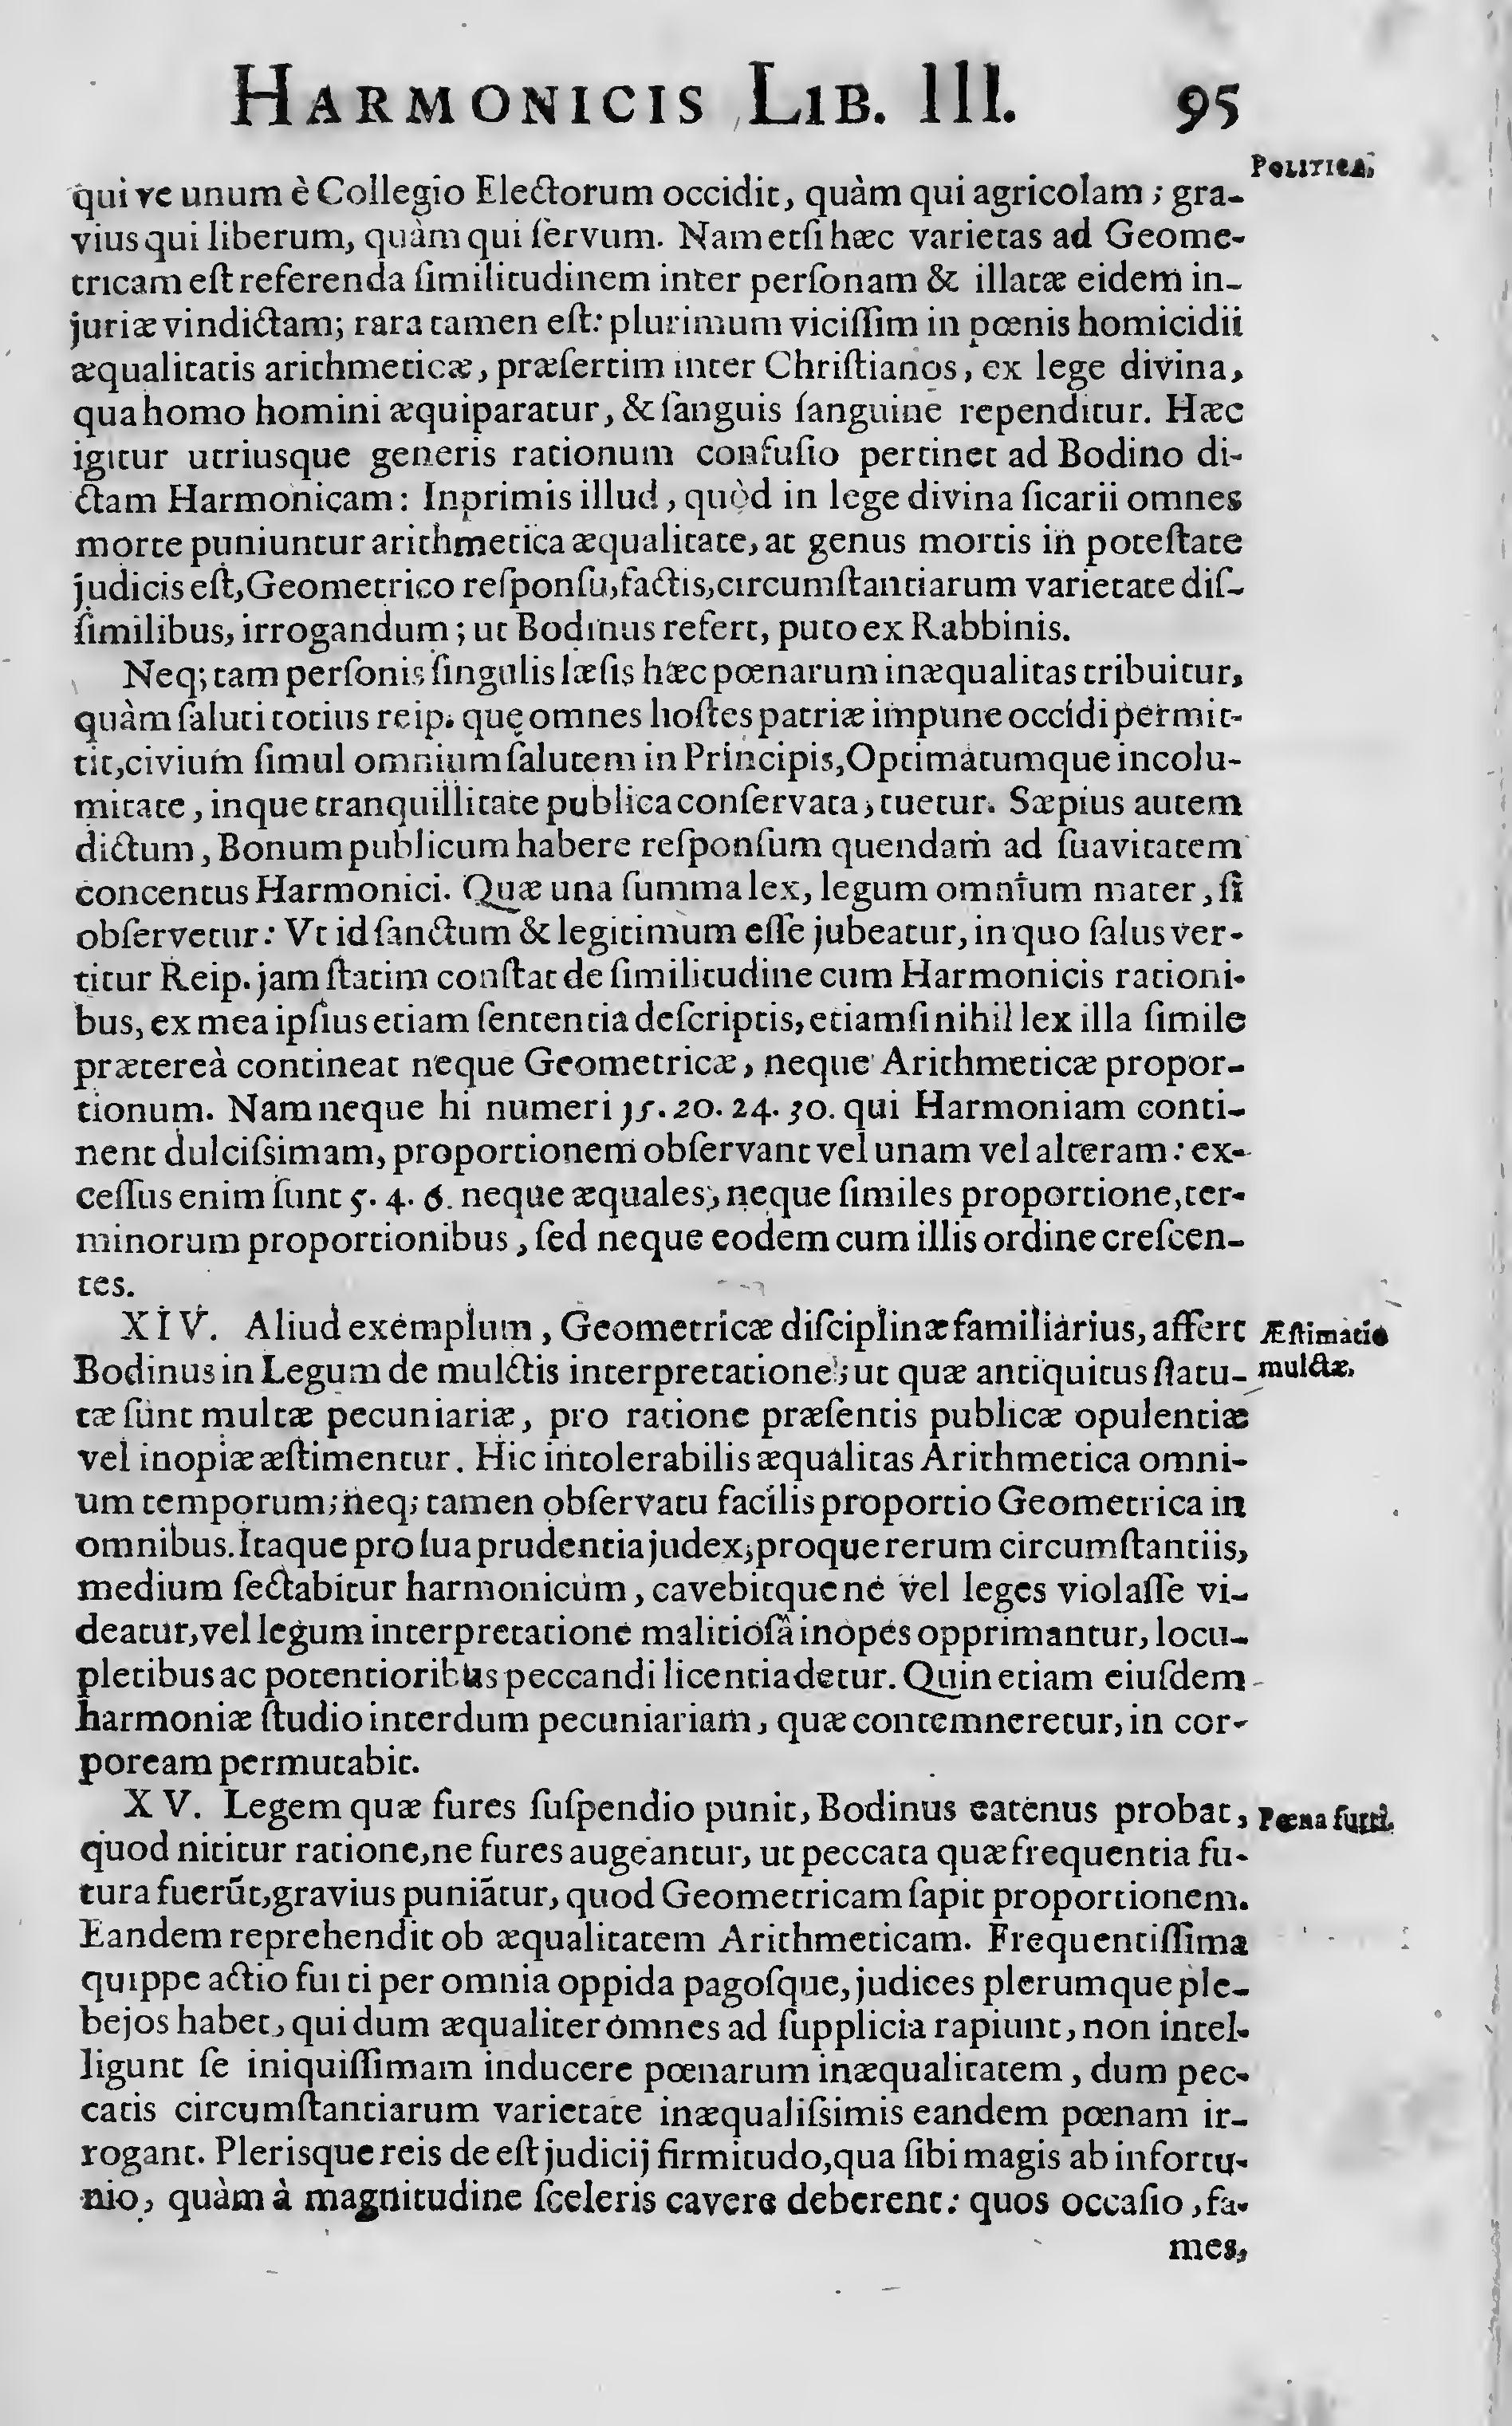 HARMONICIS LIB. III. 95
POLITICA.
qui ve unum è Collegio Electorum occidit, quàm qui agricolam; gra-
vius qui liberum, quàm qui ſervum. Nam etſi hæc varietas ad Geome-
tricam eſt referenda ſimilitudinem inter perſonam & illatæ eidem in-
juriæ vindictam; rara tamen eſt: plurimum viciſſim in pœnis homicidii
æqualitatis arithmeticæ, præſertim inter Chriſtianos, ex lege divina,
qua homo homini æquiparatur, & ſanguis ſanguine rependitur. Hæc
igitur utriusque generis rationum confuſio pertinet ad Bodino di-
ctam Harmonicam: Inprimis illud, quòd in lege divina ſicarii omnes
morte puniuntur arithmetica æqualitate, at genus mortis in poteſtate
judicis eſt, Geometrico reſponſu, factis, circumſtantiarum varietate diſ-
ſimilibus, irrogandum; ut Bodinus refert, puto ex Rabbinis.
Neq; tam perſonis ſingulis læſis hæc pœnarum inæqualitas tribuitur,
quàm ſaluti totius reip. quę omnes hoſtes patriæ impune occidi permit-
tit, civium ſimul omnium ſalutem in Principis, Optimatumque incolu-
mitate, inque tranquillitate publica conſervata, tuetur. Sæpius autem
dictum, Bonum publicum habere reſponſum quendam ad ſuavitatem
concentus Harmonici. Quæ una ſumma lex, legum omnium mater, ſi
obſervetur: Vt id ſanctum & legitimum eſſe jubeatur, in quo ſalus ver-
titur Reip. jam ſtatim conſtat de ſimilitudine cum Harmonicis rationi-
bus, ex mea ipſius etiam ſententia deſcriptis, etiamſi nihil lex illa ſimile
prætereà contineat neque Geometricæ, neque Arithmeticæ propor-
tionum. Nam neque hi numeri 15. 20. 24. 30. qui Harmoniam conti-
nent dulciſsimam, proportionem obſervant vel unam vel alteram: ex-
ceſſus enim ſunt 5. 4. 6. neque æquales, neque ſimiles proportione, ter-
minorum proportionibus, ſed neque eodem cum illis ordine creſcen-
tes.
XIV. Aliud exemplum, Geometricæ diſciplinæ familiarius, affert
Æſtimatio
mulctæ.
Bodinus in Legum de mulctis interpretatione; ut quæ antiquitus ſtatu-
tæ ſunt multæ pecuniariæ, pro ratione præſentis publicæ opulentiæ
vel inopiæ æſtimentur. Hic intolerabilis æqualitas Arithmetica omni-
um temporum; neq; tamen obſervatu facilis proportio Geometrica in
omnibus. Itaque pro ſua prudentia judex, proque rerum circumſtantiis,
medium ſectabitur harmonicum, cavebitque ne vel leges violaſſe vi-
deatur, vel legum interpretatione malitioſâ inopes opprimantur, locu-
pletibus ac potentioribus peccandi licentia detur. Quin etiam eiuſdem
harmoniæ ſtudio interdum pecuniariam, quæ contemneretur, in cor-
poream permutabit.
XV. Legem quæ fures ſuſpendio punit, Bodinus eatenus probat,
Pœna furti.
quod nititur ratione, ne fures augeantur, ut peccata quæ frequentia fu-
tura fuerũt, gravius puniãtur, quod Geometricam ſapit proportionem.
Eandem reprehendit ob æqualitatem Arithmeticam. Frequentiſſima
quippe actio furti per omnia oppida pagoſque, judices plerumque ple-
bejos habet, qui dum æqualiter omnes ad ſupplicia rapiunt, non intel-
ligunt ſe iniquiſſimam inducere pœnarum inæqualitatem, dum pec-
catis circumſtantiarum varietate inæqualiſsimis eandem pœnam ir-
rogant. Plerisque reis de eſt judicij firmitudo, qua ſibi magis ab infortu-
nio, quàm à magnitudine ſceleris cavere deberent: quos occaſio, fa-
mes,